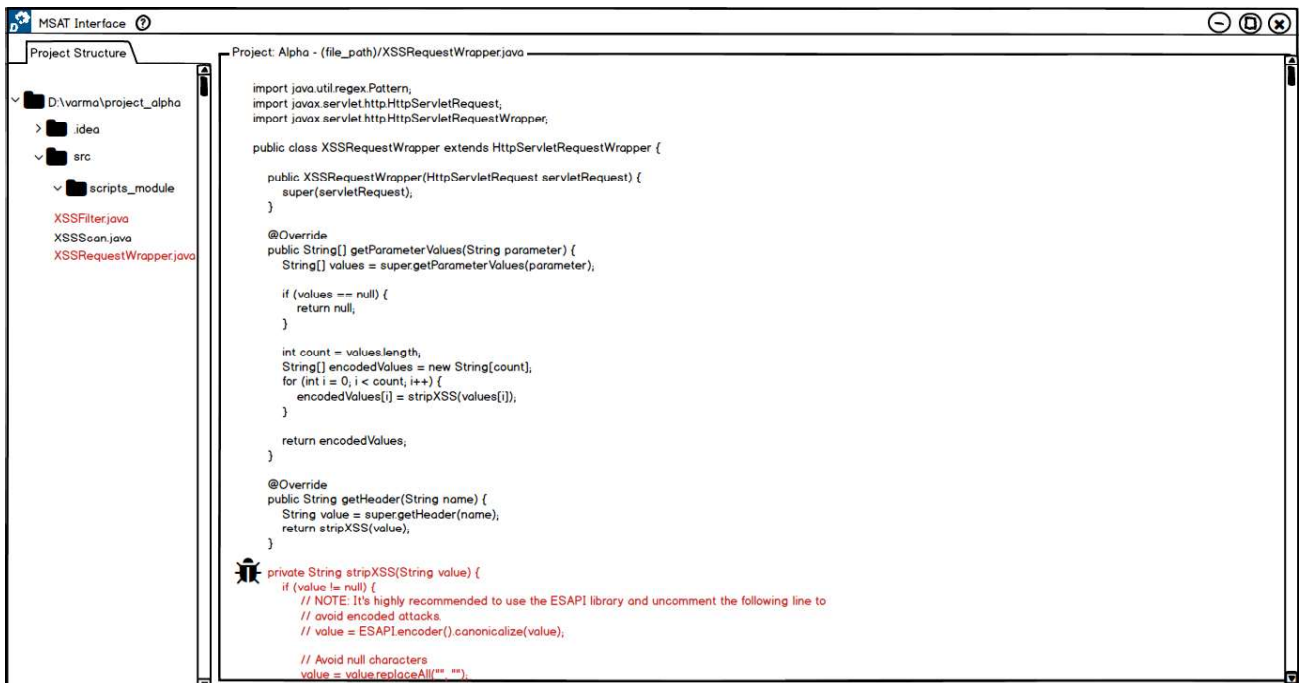 MSAT Interface ?
Project Structure
D:\varma\project_alpha
.idea
src
scripts_module
XSSFilter.java
XSSScan.java
XSSRequestWrapper.java
Project: Alpha - (file_path)/XSSRequestWrapper.java
import java.util.regex.Pattern;
import javax.servlet.http.HttpServletRequest;
import javax.servlet.http.HttpServletRequestWrapper;
public class XSSRequestWrapper extends HttpServletRequestWrapper {
public XSSRequestWrapper(HttpServletRequest servletRequest) {
super(servletRequest);
}
@Override
public String[] getParameterValues(String parameter) {
String[] values = super.getParameterValues(parameter);
if (values == null) {
return null;
}
int count = values.length;
String[] encodedValues = new String[count];
for (int i = 0; i < count; i++) {
encodedValues[i] = stripXSS(values[i]);
}
return encodedValues;
}
@Override
public String getHeader(String name) {
String value = super.getHeader(name);
return stripXSS(value);
}
private String stripXSS(String value) {
if (value != null) {
// NOTE: It's highly recommended to use the ESAPI library and uncomment the following line to
// avoid encoded attacks.
// value = ESAPI.encoder().canonicalize(value);
// Avoid null characters
value = value.replaceAll("", "");